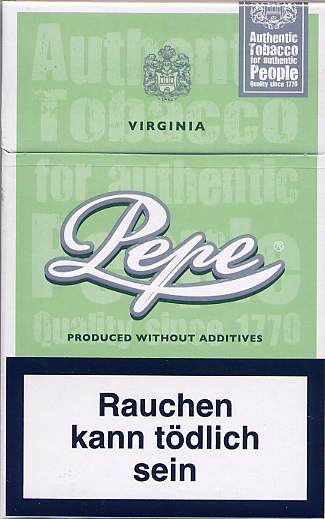 Authentic
Tobacco
for authentic
People
Quality since 1770
Authentic
Tobacco
VIRGINIA
for authentic
People
Pepe®
Quality since 1770
PRODUCED WITHOUT ADDITIVES
Rauchen
kann tödlich
sein